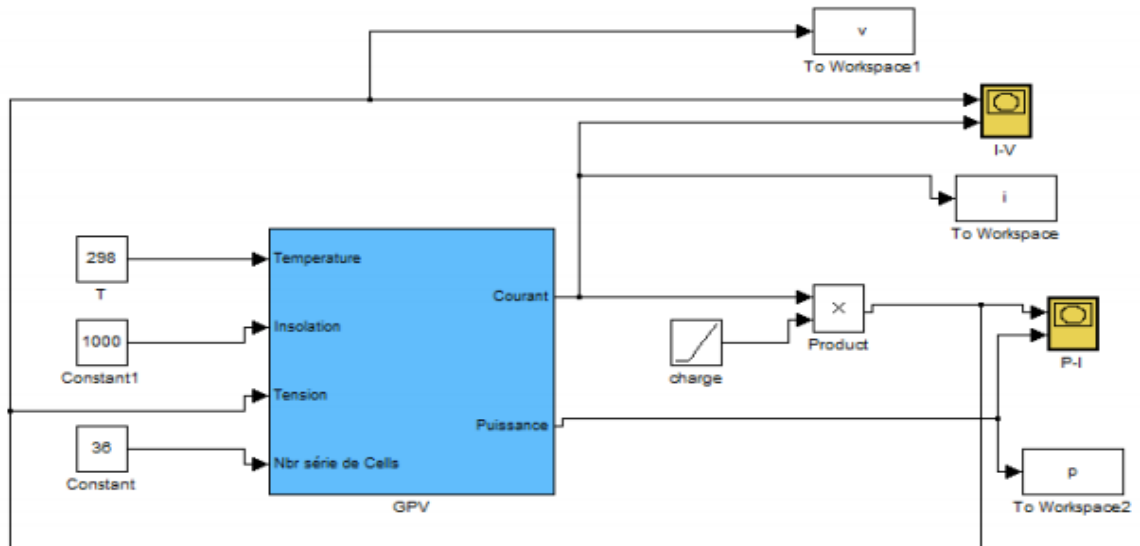 v
To Workspace1
I-V
i
To Workspace
298
T
Temperature
Courant
1000
Constant1
Insolation
×
Product
charge
P-I
Tension
Puissance
36
Constant
Nbr série de Cells
GPV
p
To Workspace2